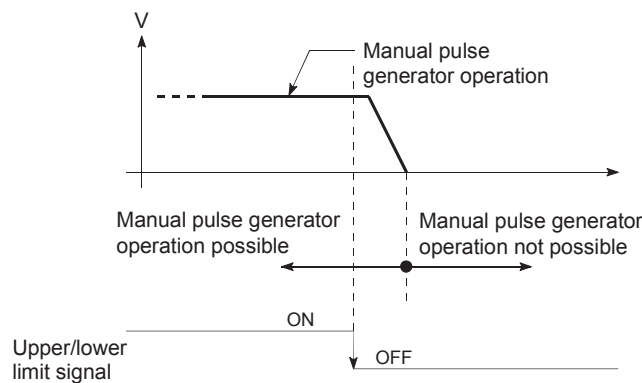 V
Manual pulse
generator operation
Manual pulse generator
operation possible
Manual pulse generator
operation not possible
ON
Upper/lower
limit signal
OFF